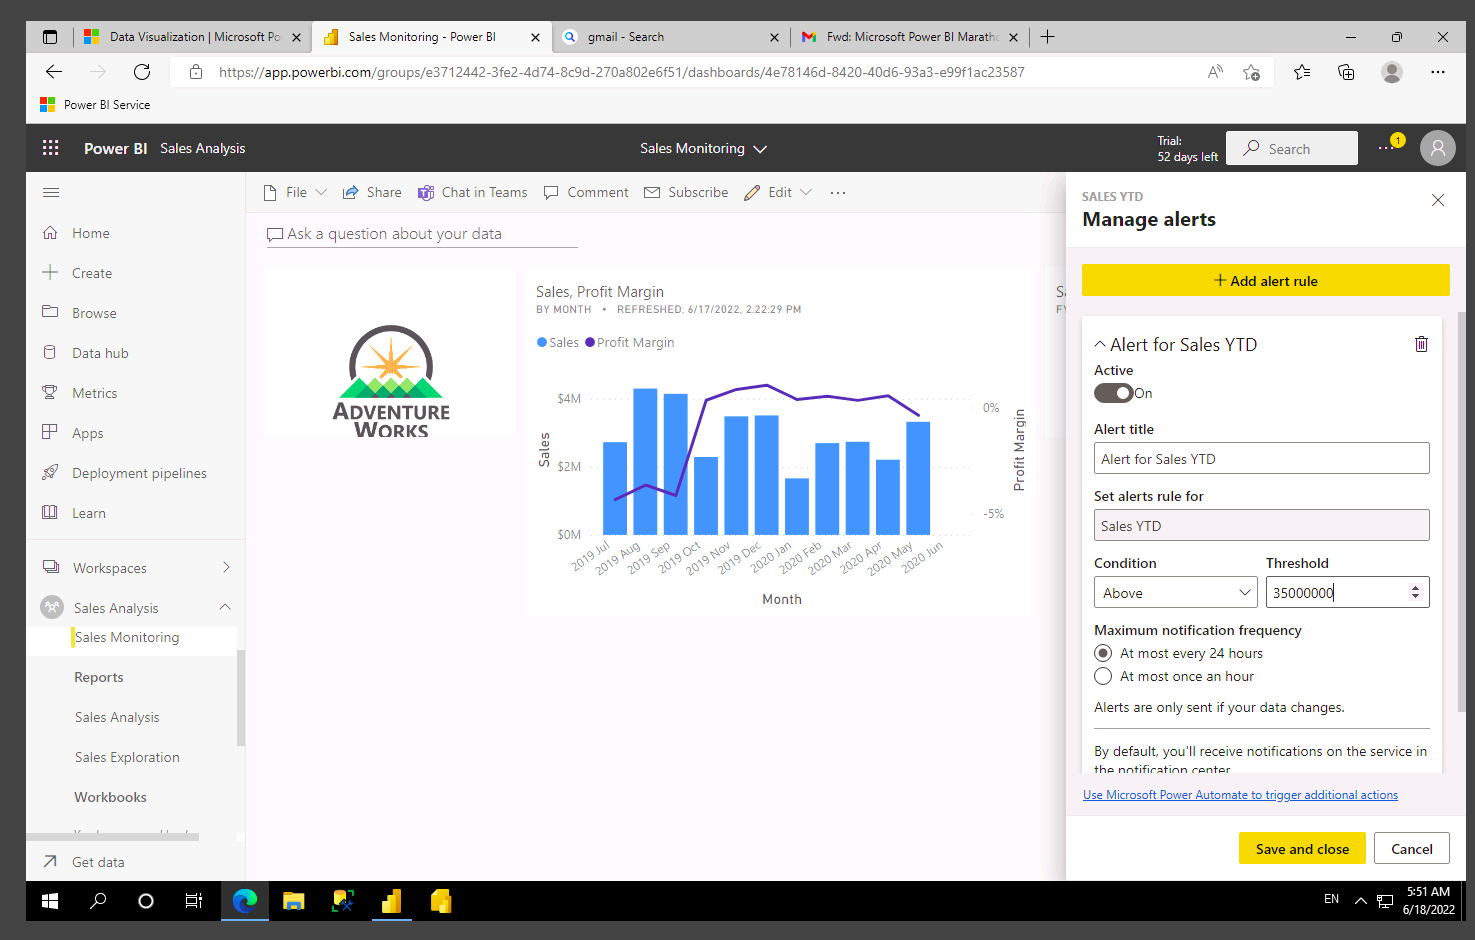 Data Visualization | Microsoft Po
Sales Monitoring - Power BI
gmail - Search
Fwd: Microsoft Power BI Maratho
https://app.powerbi.com/groups/e3712442-3fe2-4d74-8c9d-270a802e6f51/dashboards/4e78146d-8420-40d6-93a3-e99f1ac23587
Power BI Service
Power BI Sales Analysis
Sales Monitoring
Trial:
52 days left
Search
1
File
Share
Chat in Teams
Comment
Subscribe
Edit
Home
Create
Browse
Data hub
Metrics
Apps
Deployment pipelines
Learn
Workspaces
Sales Analysis
Sales Monitoring
Reports
Sales Analysis
Sales Exploration
Workbooks
Get data
Ask a question about your data
ADVENTURE
WORKS
Sales, Profit Margin
BY MONTH • REFRESHED: 6/17/2022, 2:22:29 PM
Sales Profit Margin
$4M
$2M
$0M
Sales
0%
-5%
Profit Margin
2019 Jul
2019 Aug
2019 Sep
2019 Oct
2019 Nov
2019 Dec
2020 Jan
2020 Feb
2020 Mar
2020 Apr
2020 May
2020 Jun
Month
SALES YTD
Manage alerts
Add alert rule
Alert for Sales YTD
Active
On
Alert title
Alert for Sales YTD
Set alerts rule for
Sales YTD
Condition Threshold
Above 35000000
Maximum notification frequency
At most every 24 hours
At most once an hour
Alerts are only sent if your data changes.
By default, you'll receive notifications on the service in
the notification center
Use Microsoft Power Automate to trigger additional actions
Save and close Cancel
EN
5:51 AM
6/18/2022